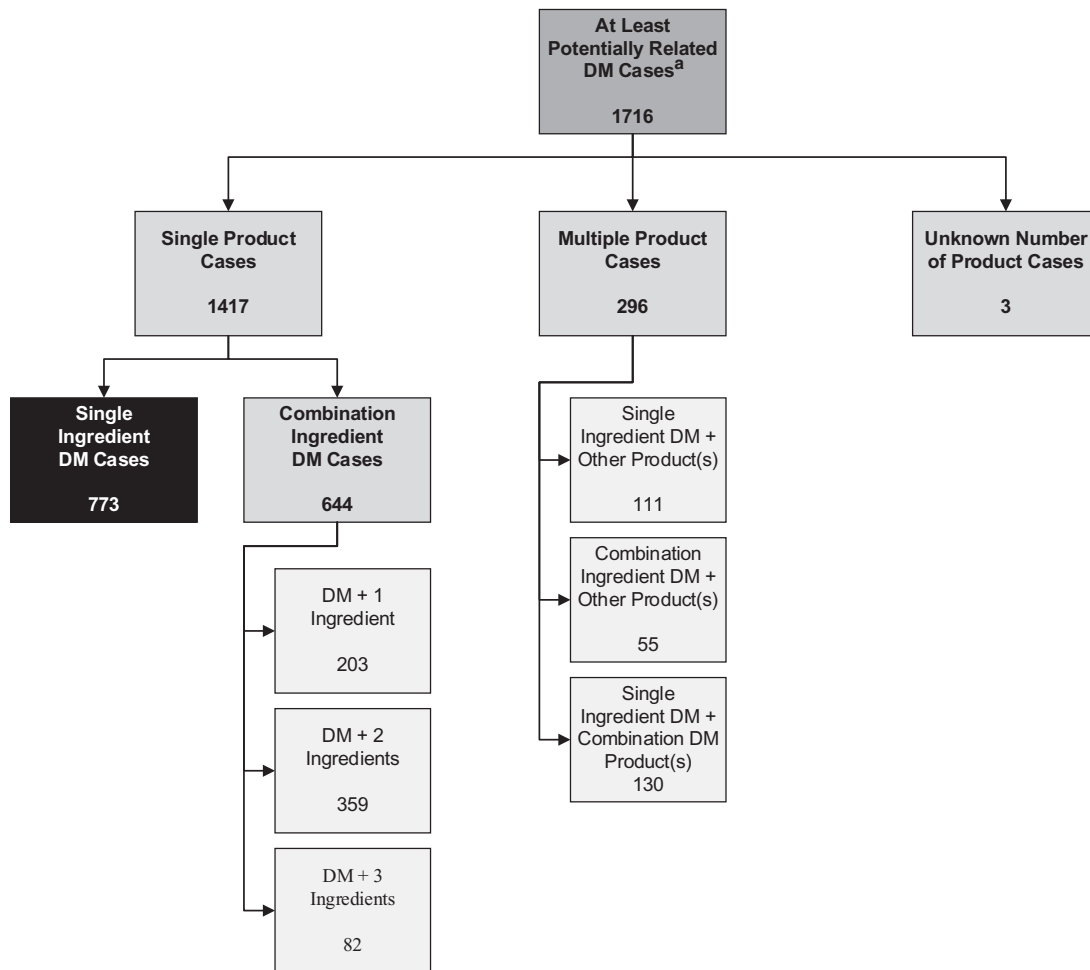 At Least
Potentially Related
DM Casesa
1716
Single Product
Cases
1417
Multiple Product
Cases
296
Unknown Number
of Product Cases
3
Single
Ingredient
DM Cases
773
Combination
Ingredient
DM Cases
644
DM + 1
Ingredient
203
DM + 2
Ingredients
359
DM + 3
Ingredients
82
Single
Ingredient DM +
Other Product(s)
111
Combination
Ingredient DM +
Other Product(s)
55
Single
Ingredient DM +
Combination DM
Product(s)
130